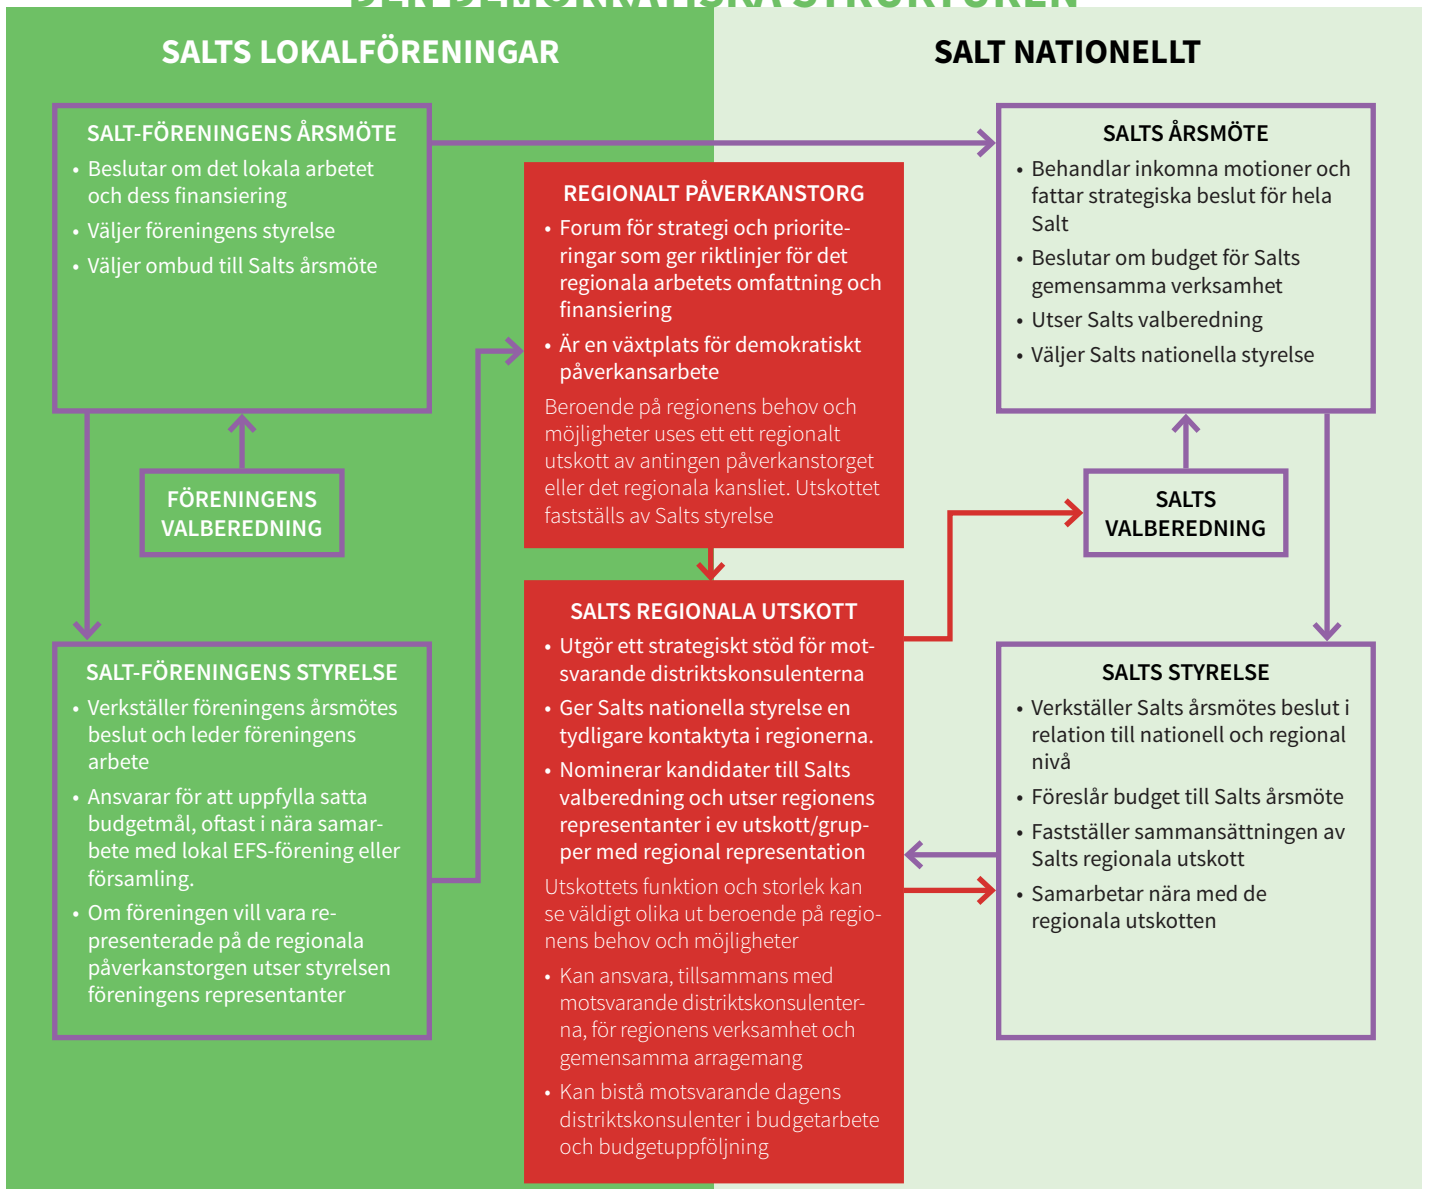 DEN DEMOKRATISKA STRUKTUREN
SALTS LOKALFÖRENINGAR
SALT NATIONELLT
SALT-FÖRENINGENS ÅRSMÖTE
• Beslutar om det lokala arbetet
och dess finansiering
• Väljer föreningens styrelse
• Väljer ombud till Salts årsmöte
FÖRENINGENS
VALBEREDNING
SALT-FÖRENINGENS STYRELSE
• Verkställer föreningens årsmötes
beslut och leder föreningens
arbete
• Ansvarar för att uppfylla satta
budgetmål, oftast i nära samar-
bete med lokal EFS-förening eller
församling.
• Om föreningen vill vara re-
presenterade på de regionala
påverkanstorgen utser styrelsen
föreningens representanter
REGIONALT PÅVERKANSTORG
• Forum för strategi och priorite-
ringar som ger riktlinjer för det
regionala arbetets omfattning och
finansiering
• Är en växtplats för demokratiskt
påverkansarbete
Beroende på regionens behov och
möjligheter uses ett ett regionalt
utskott av antingen påverkanstorget
eller det regionala kansliet. Utskottet
fastställs av Salts styrelse
SALTS REGIONALA UTSKOTT
• Utgör ett strategiskt stöd för mot-
svarande distriktskonsulenterna
• Ger Salts nationella styrelse en
tydligare kontaktyta i regionerna.
• Nominerar kandidater till Salts
valberedning och utser regionens
representanter i ev utskott/grup-
per med regional representation
Utskottets funktion och storlek kan
se väldigt olika ut beroende på regio-
nens behov och möjligheter
• Kan ansvara, tillsammans med
motsvarande distriktskonsulenter-
na, för regionens verksamhet och
gemensamma arragemang
• Kan bistå motsvarande dagens
distriktskonsulenter i budgetarbete
och budgetuppföljning
SALTS ÅRSMÖTE
• Behandlar inkomna motioner och
fattar strategiska beslut för hela
Salt
• Beslutar om budget för Salts
gemensamma verksamhet
• Utser Salts valberedning
• Väljer Salts nationella styrelse
SALTS
VALBEREDNING
SALTS STYRELSE
• Verkställer Salts årsmötes beslut i
relation till nationell och regional
nivå
• Föreslår budget till Salts årsmöte
• Fastställer sammansättningen av
Salts regionala utskott
• Samarbetar nära med de
regionala utskotten